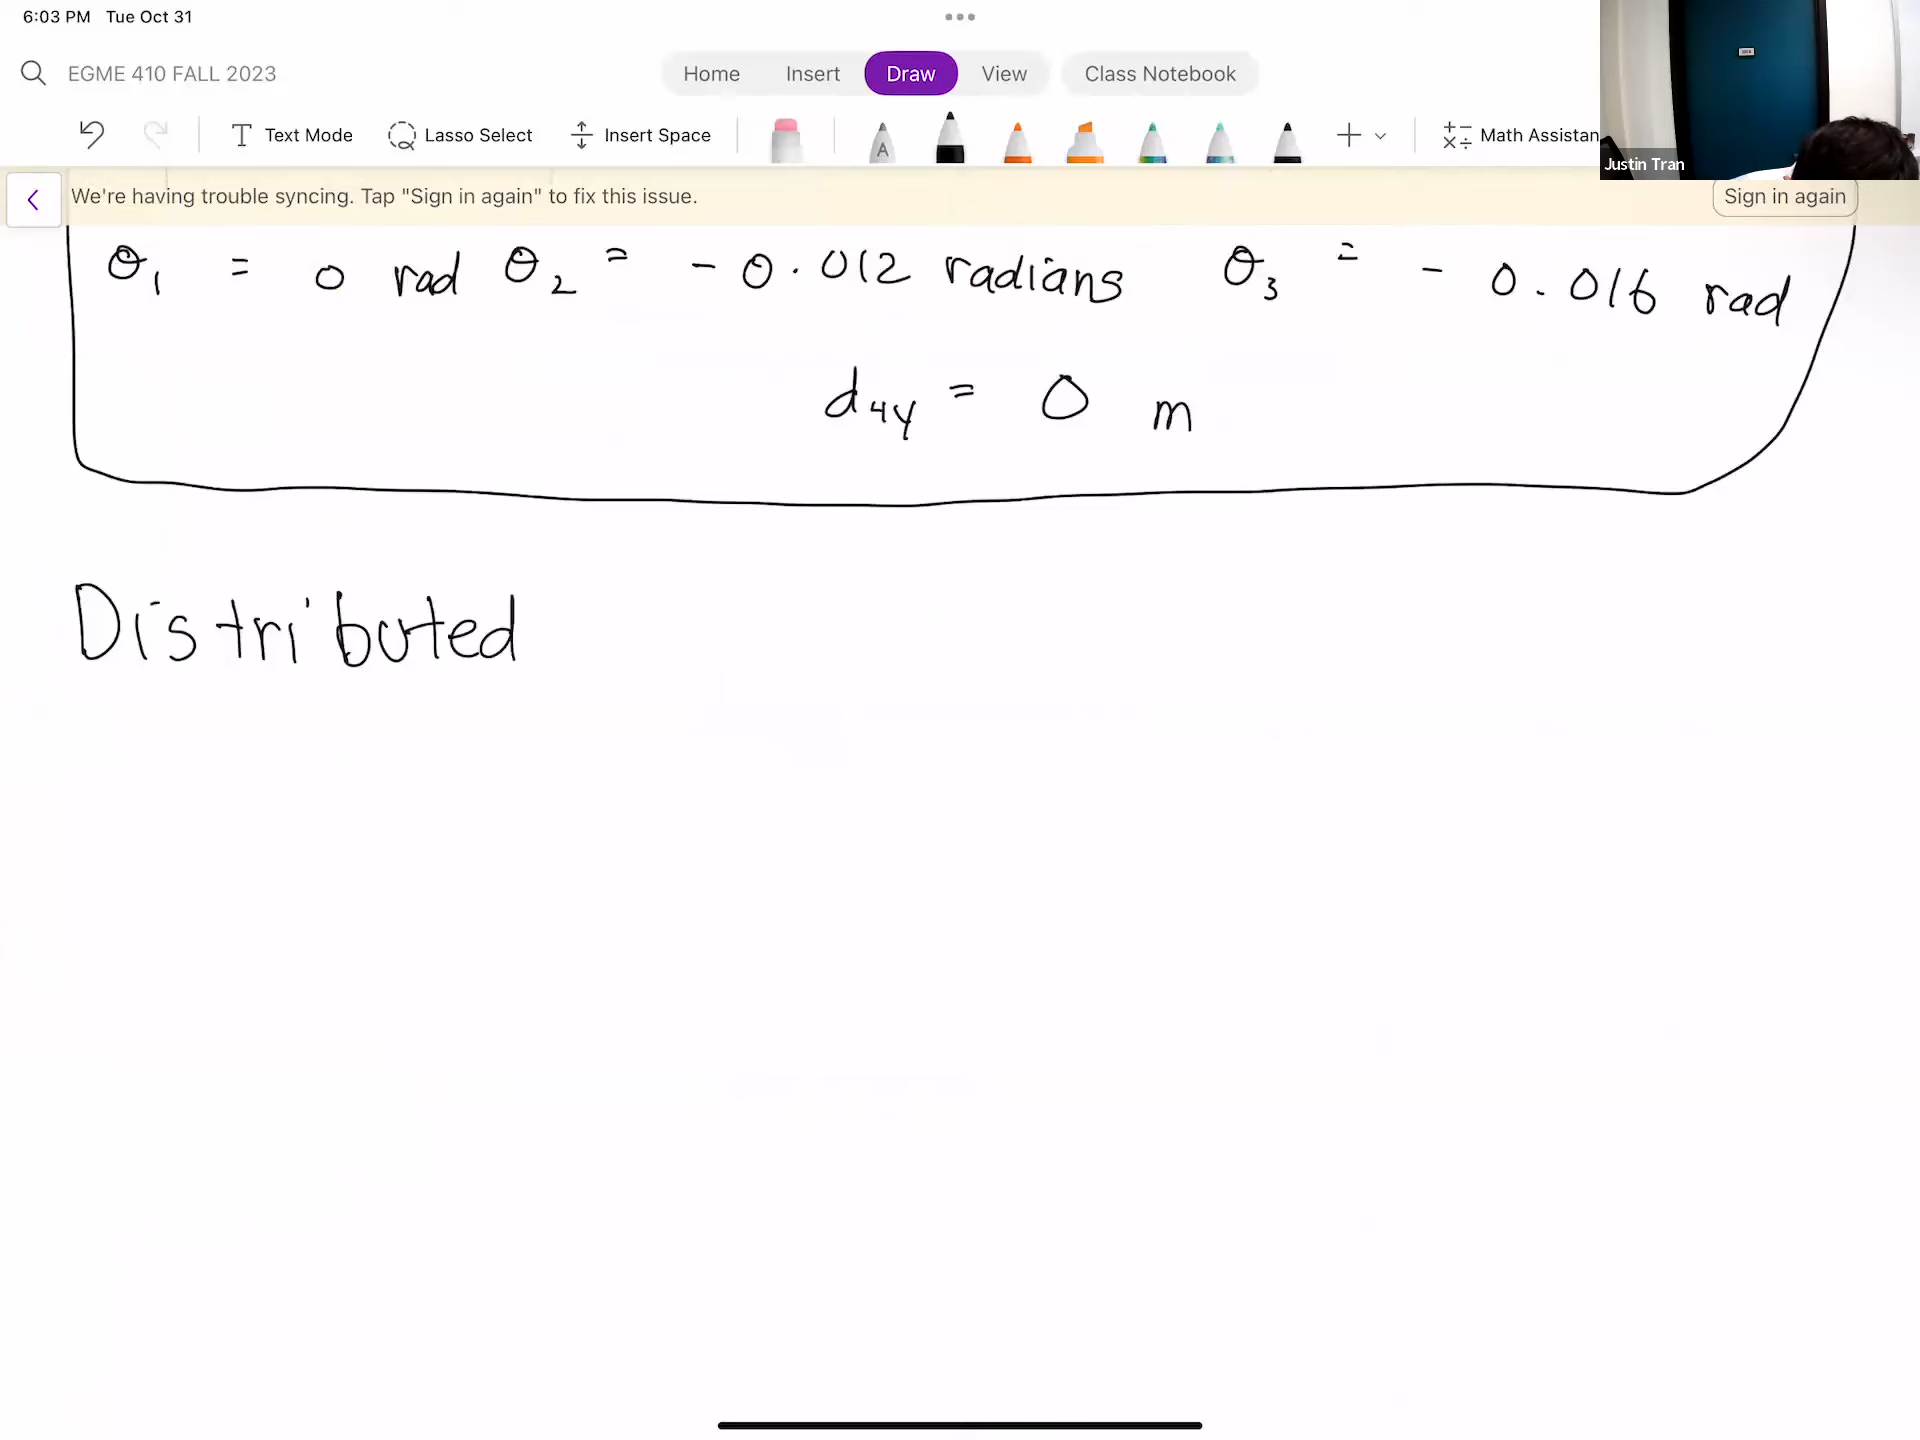 6:03 PM Tue Oct 31
EGME 410 FALL 2023
Home Insert Draw View Class Notebook
Text Mode Lasso Select Insert Space A Math Assistan
Justin Tran
We're having trouble syncing. Tap "Sign in again" to fix this issue. Sign in again
θ₁ = 0 rad θ₂ = - 0.012 radians θ₃ = - 0.016 rad
d₄y = 0 m
Distributed